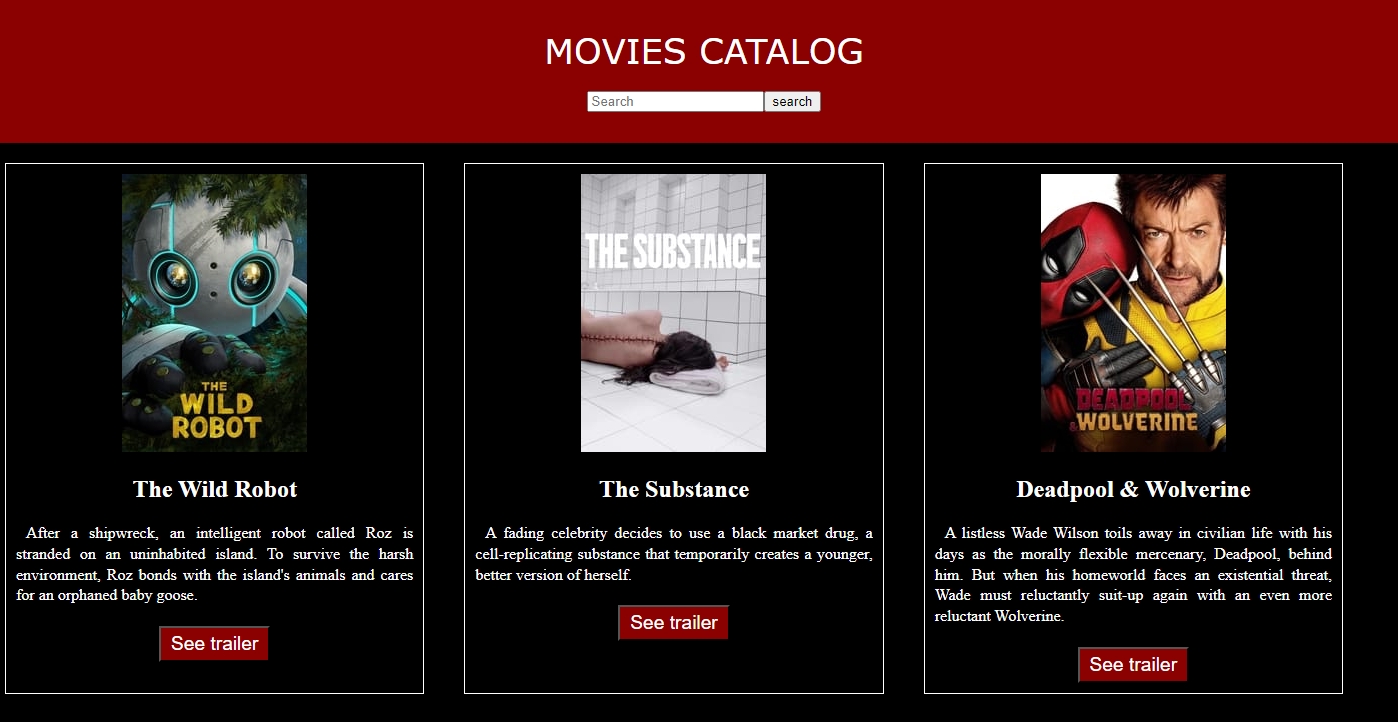 MOVIES CATALOG
Search search
THE
WILD
ROBOT
The Wild Robot
After a shipwreck, an intelligent robot called Roz is
stranded on an uninhabited island. To survive the harsh
environment, Roz bonds with the island's animals and cares
for an orphaned baby goose.
See trailer
THE SUBSTANCE
The Substance
A fading celebrity decides to use a black market drug, a
cell-replicating substance that temporarily creates a younger,
better version of herself.
See trailer
DEADPOOL
& WOLVERINE
Deadpool & Wolverine
A listless Wade Wilson toils away in civilian life with his
days as the morally flexible mercenary, Deadpool, behind
him. But when his homeworld faces an existential threat,
Wade must reluctantly suit-up again with an even more
reluctant Wolverine.
See trailer